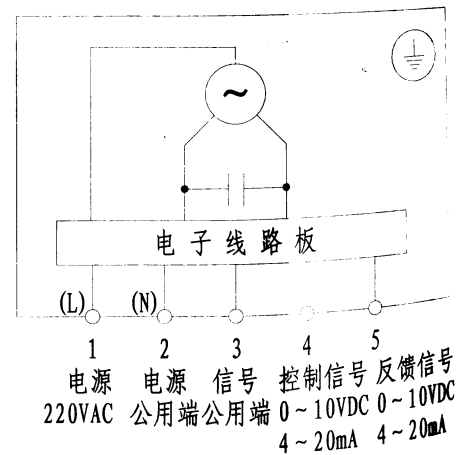 ~
电子线路板
(L) (N)
1 2 3 4 5
电源 电源 信号 控制信号 反馈信号
220VAC 公用端 公用端 0~10VDC 0~10VDC
4~20mA 4~20mA